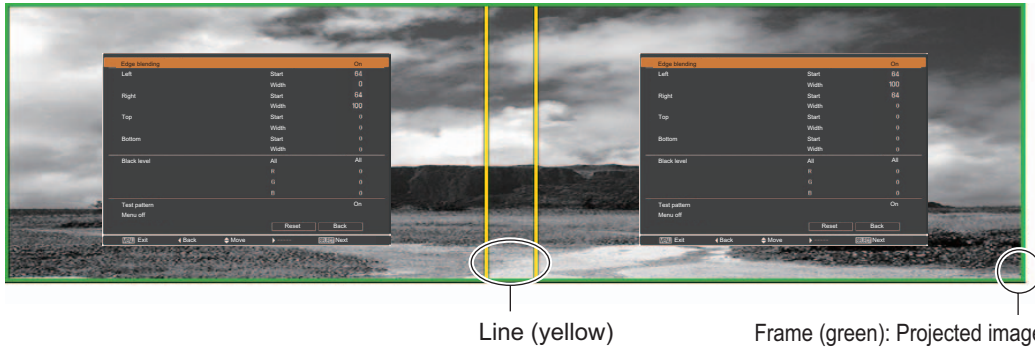 Edge blending On
Left Start 64
Width 0
Right Start 64
Width 100
Top Start 0
Width 0
Bottom Start 0
Width 0
Black level All All
R 0
G 0
B 0
Test pattern On
Menu off
Reset Back
MENU Exit Back Move Next
Edge blending On
Left Start 64
Width 100
Right Start 64
Width 0
Top Start 0
Width 0
Bottom Start 0
Width 0
Black level All All
R 0
G 0
B 0
Test pattern On
Menu off
Reset Back
MENU Exit Back Move Next
Line (yellow)
Frame (green): Projected image